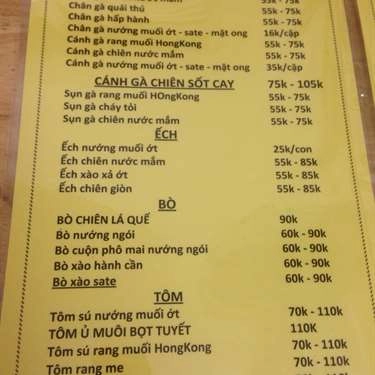 Chân gà quái thú 55k - 75k
Chân gà hấp hành 55k - 75k
Chân gà nướng muối ớt - sate - mật ong 16k/cặp
Cánh gà rang muối HongKong 55k - 75k
Cánh gà chiên nước mắm 55k - 75k
Cánh gà nướng muối ớt - sate - mật ong 35k/cặp
CÁNH GÀ CHIÊN SỐT CAY 75k - 105k
Sụn gà rang muối HOngKong 55k - 75k
Sụn gà cháy tỏi 55k - 75k
Sụn gà chiên nước mắm 55k - 75k
ẾCH
Ếch nướng muối ớt 25k/con
Ếch chiên nước mắm 55k - 85k
Ếch xào xả ớt 55k - 85k
Ếch chiên giòn 55k - 85k
BÒ
BÒ CHIÊN LÁ QUẾ 90k
Bò nướng ngói 60k - 90k
Bò cuộn phô mai nướng ngói 60k - 90k
Bò xào hành cần 60k - 90k
Bò xào sate 60k - 90k
TÔM
Tôm sú nướng muối ớt 70k - 110k
TÔM Ủ MUÔI BỌT TUYẾT 110K
Tôm sú rang muối HongKong 70k - 110k
Tôm rang me 70k - 110k